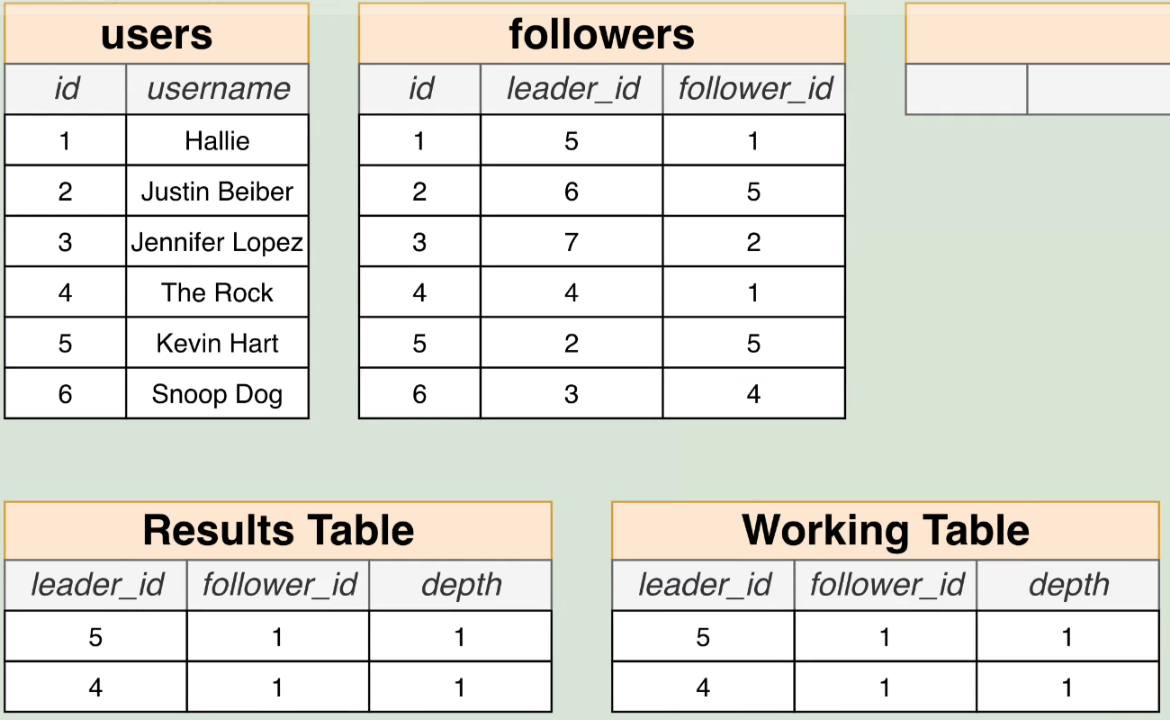 users
id username
1 Hallie
2 Justin Beiber
3 Jennifer Lopez
4 The Rock
5 Kevin Hart
6 Snoop Dog
followers
id leader_id follower_id
1 5 1
2 6 5
3 7 2
4 4 1
5 2 5
6 3 4
Results Table
leader_id follower_id depth
5 1 1
4 1 1
Working Table
leader_id follower_id depth
5 1 1
4 1 1